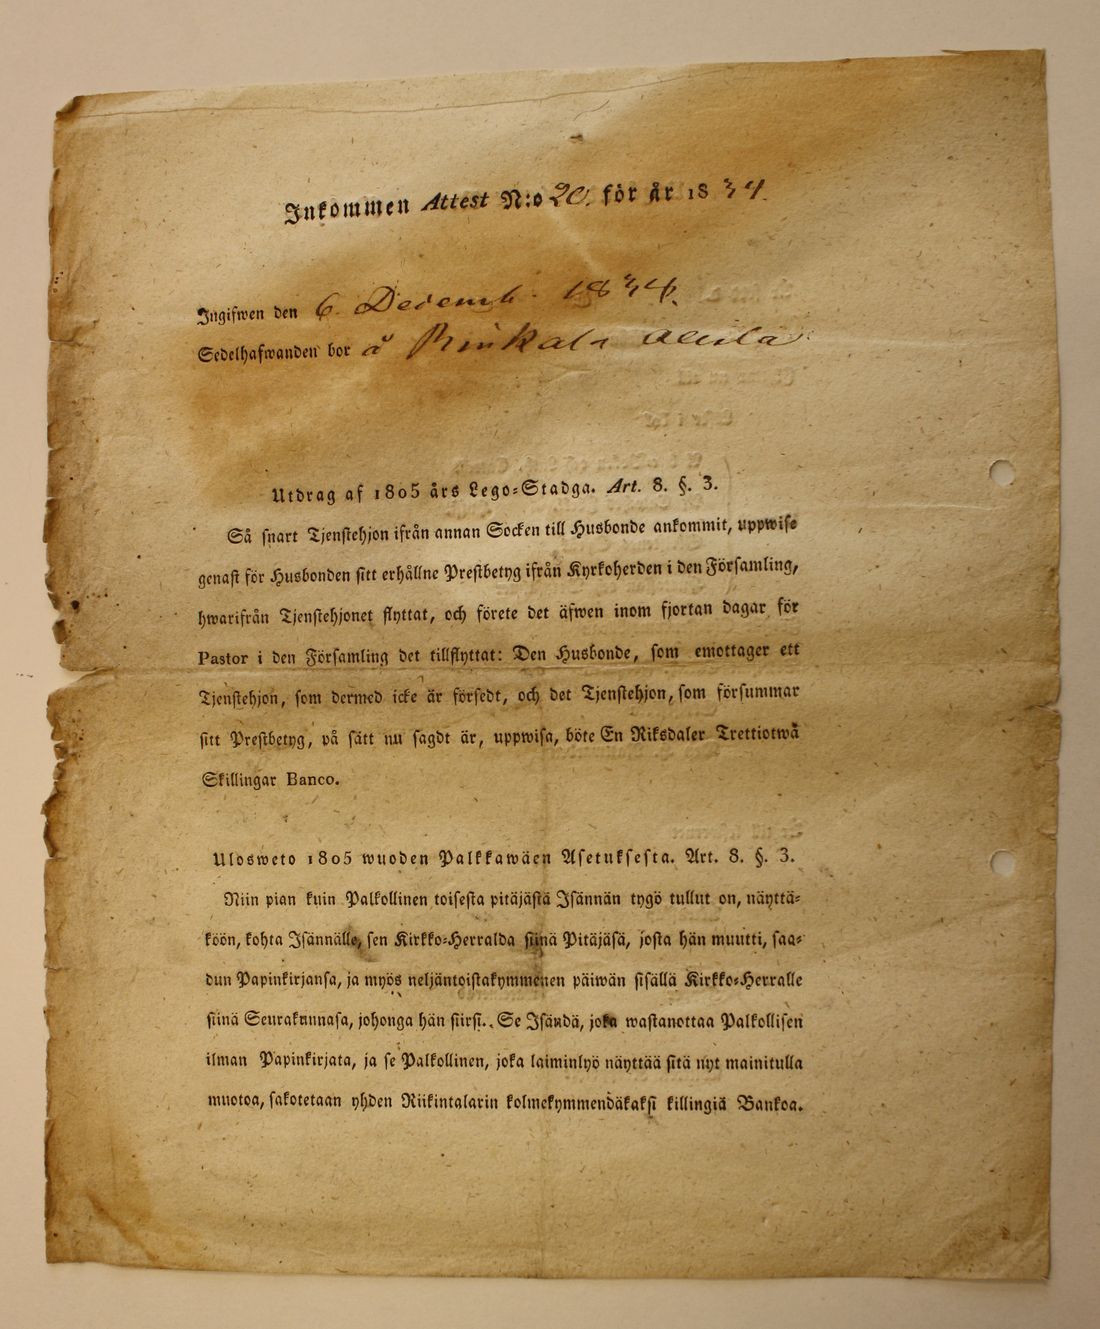 Inkommen Attest N:o 20. för år 1834.
Ingifwen den 6. Decemb. 1834.
Sedelhafwanden bor å
Utdrag af 1805 års Lego-Stadga. Art. 8. §. 3.
Så snart Tjenstehjon ifrån annan Socken till Husbonde ankommit, uppwise
genast för Husbonden sitt erhållne Prestbetyg ifrån Kyrkoherden i den Församling,
hwarifrån Tjenstehjonet flyttat, och förete det äfwen inom fjortan dagar för
Pastor i den Församling det tillflyttat: Den Husbonde, som emottager ett
Tjenstehjon, som dermed icke är försedt, och det Tjenstehjon, som försummar
sitt Prestbetyg, på sätt nu sagdt är, uppwisa, böte En Riksdaler Trettiotwå
Skillingar Banco.
Ulosweto 1805 wuoden Palkkawäen Asetuksesta. Art. 8. §. 3.
Niin pian kuin Palkollinen toisesta pitäjästä Isännän tygö tullut on, näyttä-
köön, kohta Isännälle, sen Kirkko-Herralda siinä Pitäjäsä, josta hän muutti, saa-
dun Papinkirjansa, ja myös neljäntoistakymmenen päiwän sisällä Kirkko-Herralle
siinä Seurakunnasa, johonga hän siirsi. Se Isändä, joka wastanottaa Palkollisen
ilman Papinkirjata, ja se Palkollinen, joka laiminlyö näyttää sitä nyt mainitulla
muotoa, sakotetaan yhden Riikintalarin kolmekymmendäkaksi killingiä Bankoa.